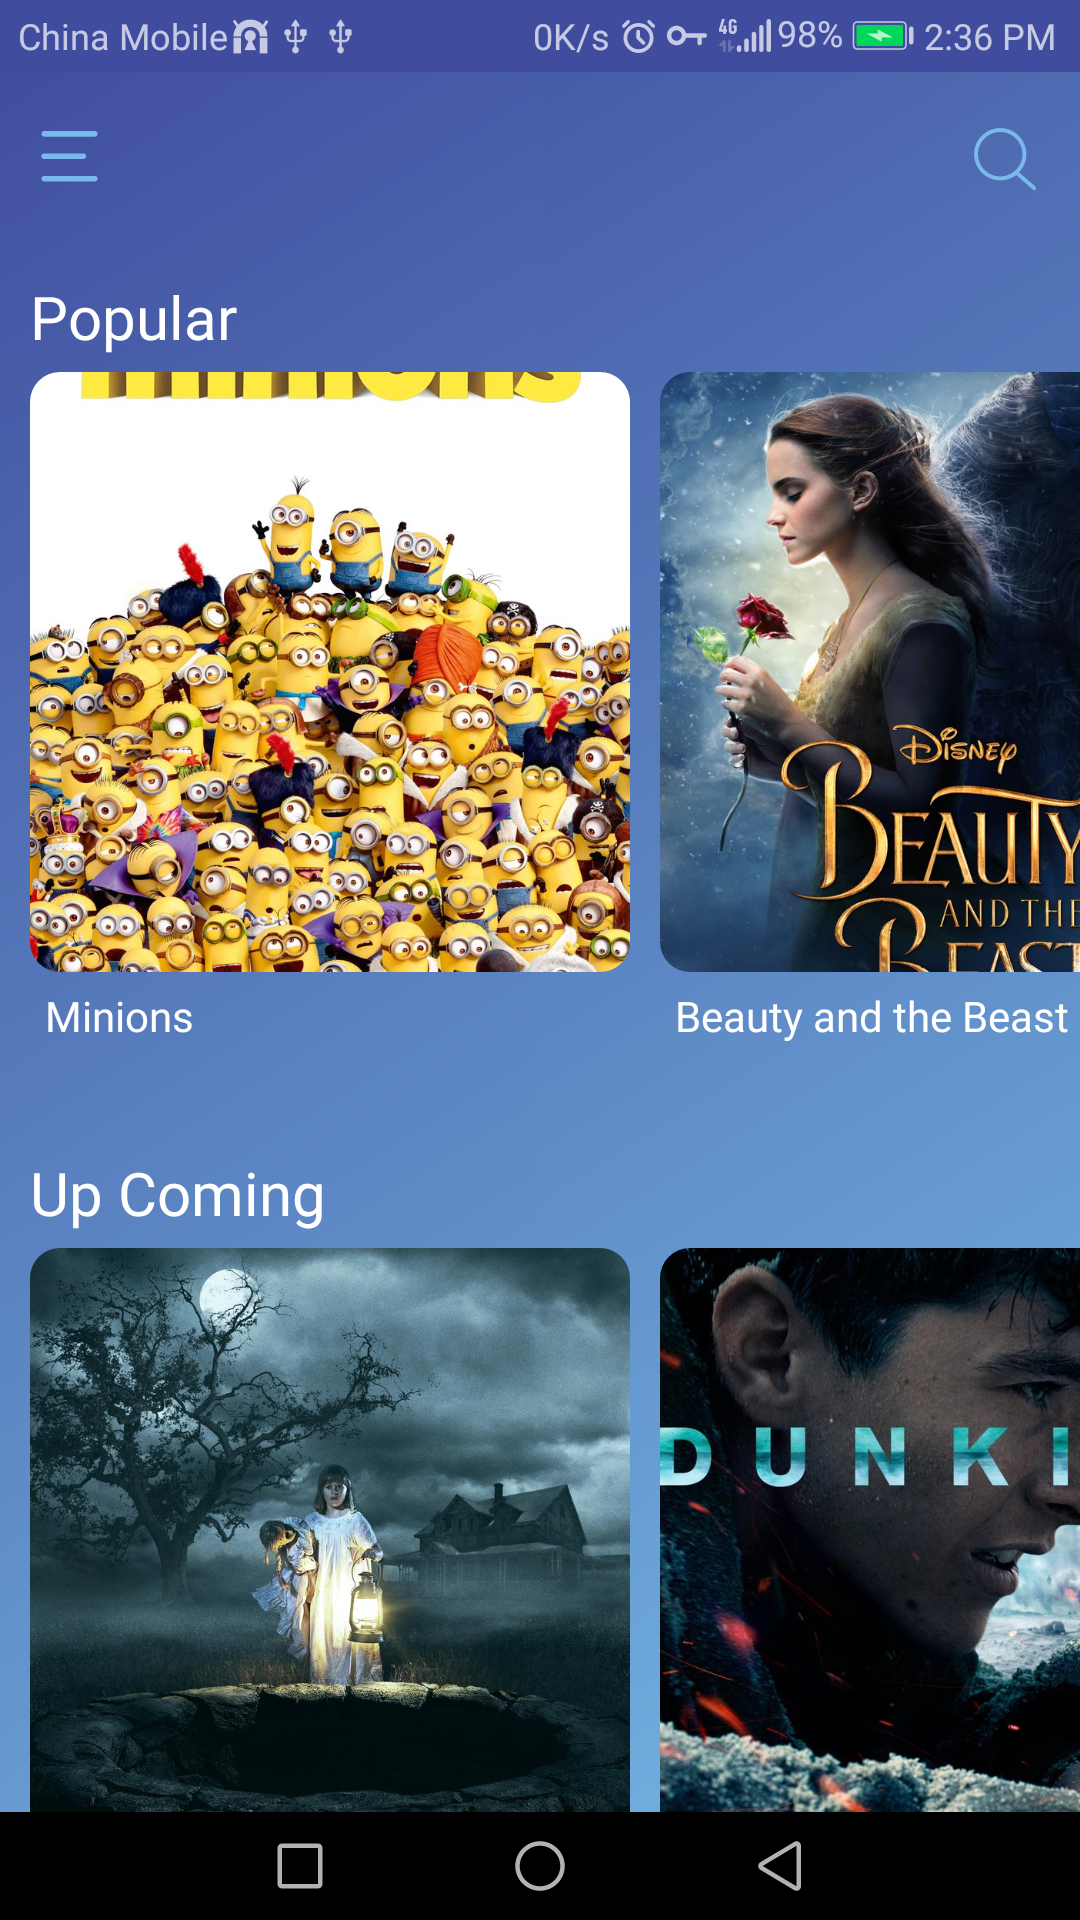 China Mobile 0K/s 4G 98% 2:36 PM
Popular
minions
DISNEY
BEAUTY
AND THE
BEAST
Minions
Beauty and the Beast
Up Coming
DUNKI